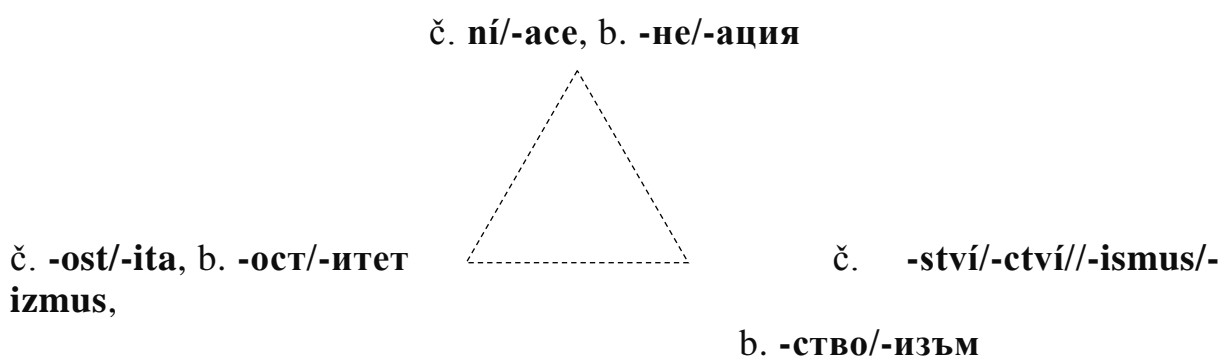 č. ní/-ace, b. -не/-ация
č. -ost/-ita, b. -ост/-итет č. -ství/-ctví//-ismus/-
izmus,
b. -ство/-изъм